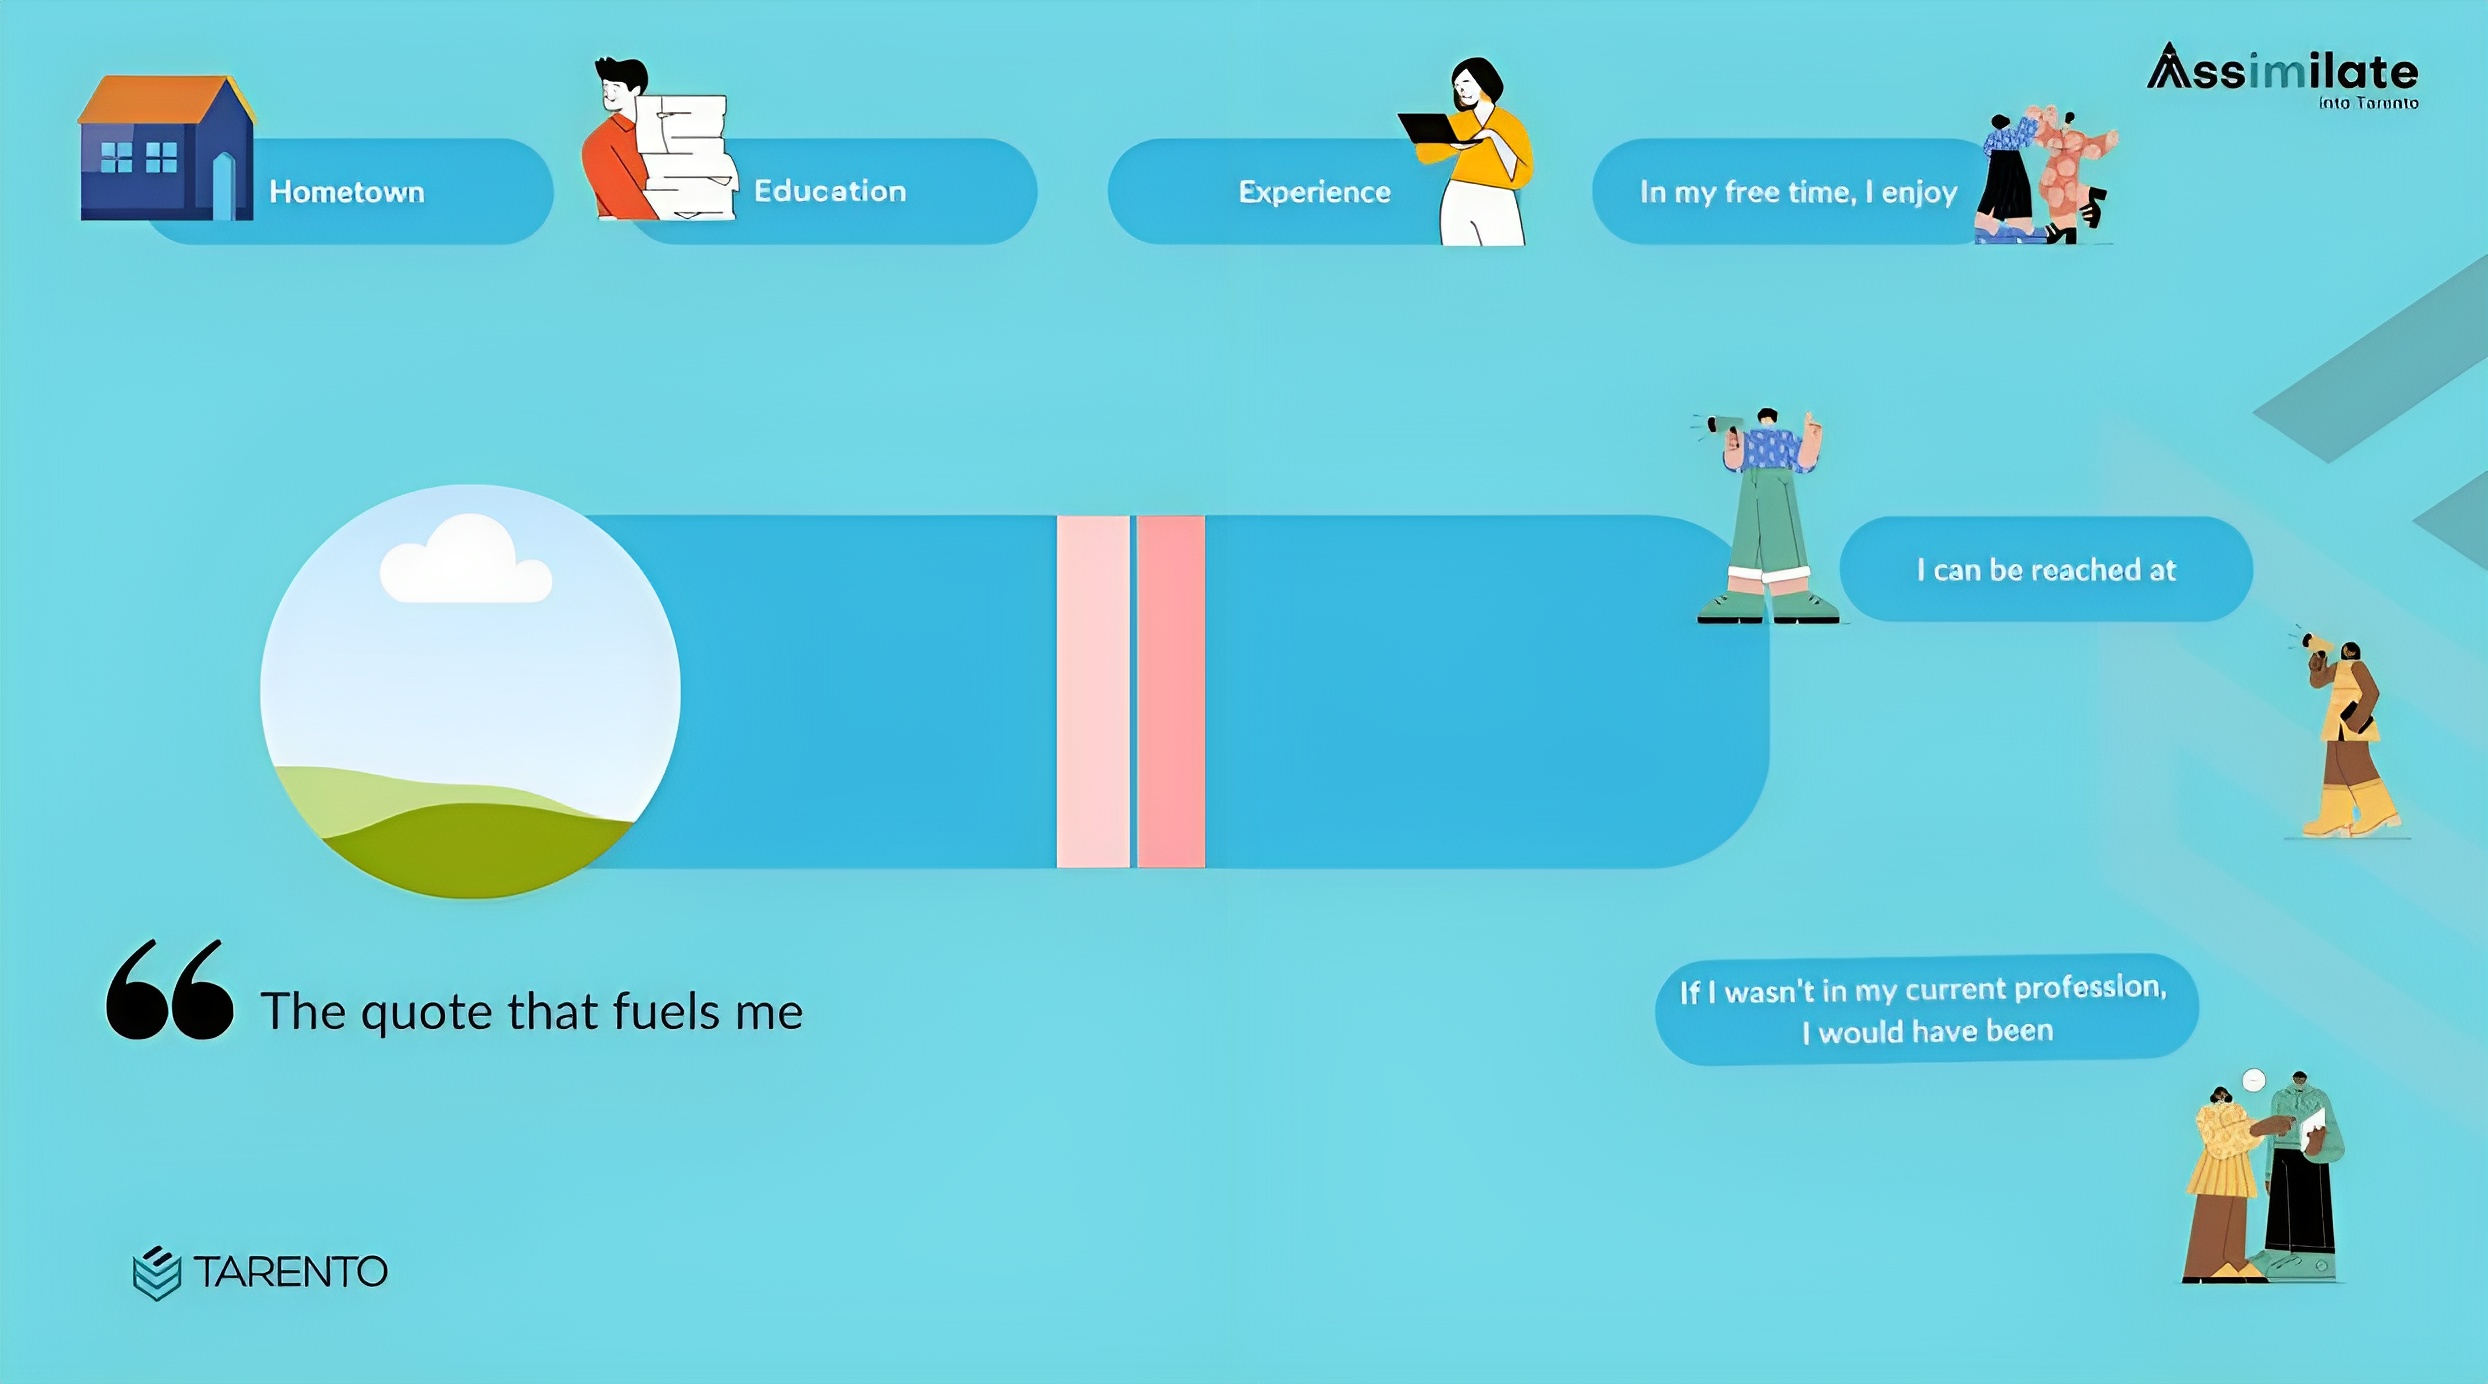 Assimilate
into Tarento
Hometown
Education
Experience
In my free time, I enjoy
I can be reached at
The quote that fuels me
If I wasn't in my current profession,
I would have been
TARENTO